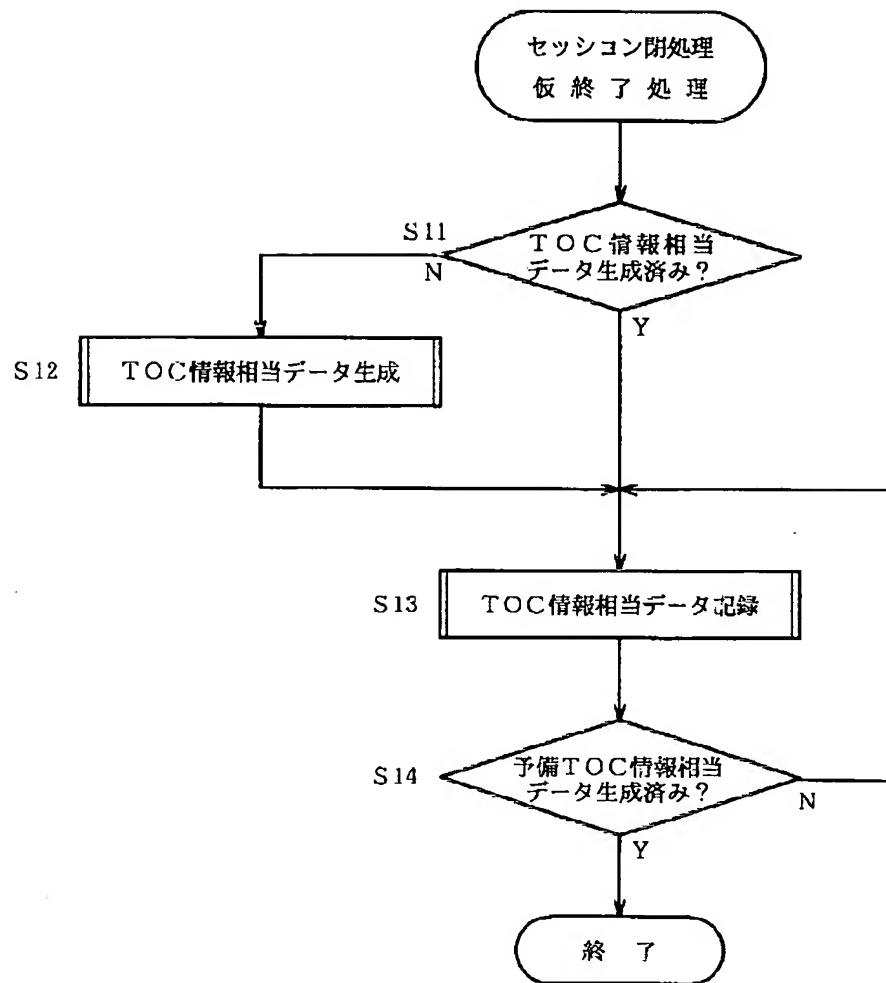 セッション閉処理
仮終了処理
S11
TOC情報相当
データ生成済み?
N
Y
S12
TOC情報相当データ生成
S13
TOC情報相当データ記録
S14
予備TOC情報相当
データ生成済み?
N
Y
終了